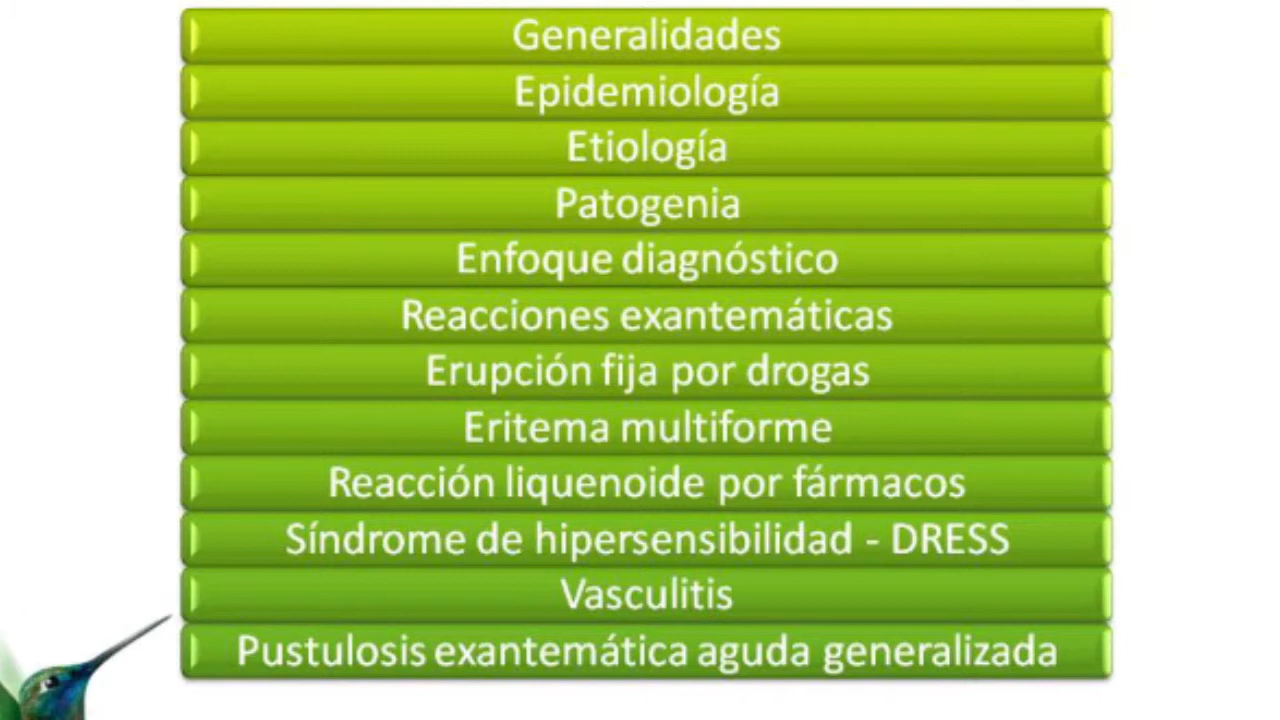 Generalidades
Epidemiología
Etiología
Patogenia
Enfoque diagnóstico
Reacciones exantemáticas
Erupción fija por drogas
Eritema multiforme
Reacción liquenoide por fármacos
Síndrome de hipersensibilidad - DRESS
Vasculitis
Pustulosis exantemática aguda generalizada